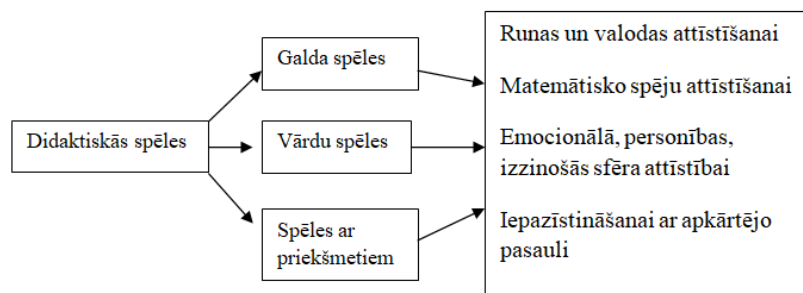 Didaktiskās spēles
Galda spēles
Vārdu spēles
Spēles ar
priekšmetiem
Runas un valodas attīstīšanai
Matemātisko spēju attīstīšanai
Emocionālā, personības,
izzinošās sfēra attīstībai
Iepazīstināšanai ar apkārtējo
pasauli